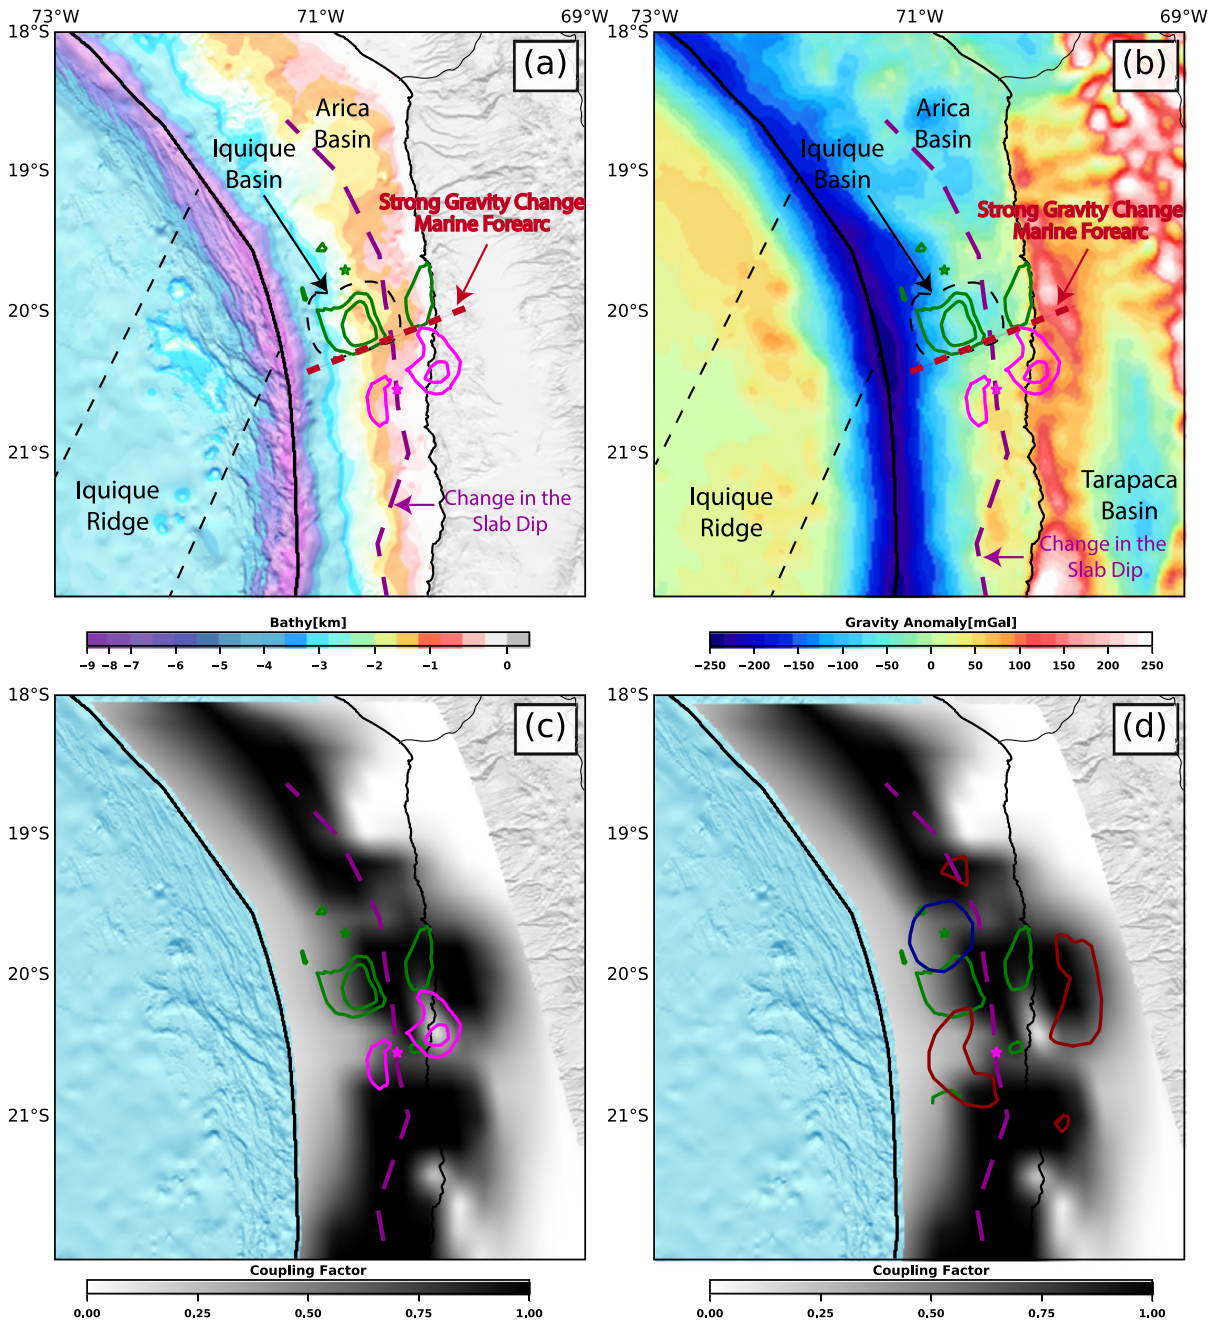 73°W 71°W 69°W 73°W 71°W 69°W
18°S
(a)
Arica
Basin
Iquique
Basin
19°S
Strong Gravity Change
Marine Forearc
20°S
21°S
Iquique
Ridge
Change in the
Slab Dip
Bathy[km]
−9 −8 −7 −6 −5 −4 −3 −2 −1 0
18°S
(b)
Arica
Basin
Iquique
Basin
19°S
Strong Gravity Change
Marine Forearc
20°S
21°S
Iquique
Ridge
Tarapaca
Basin
Change in the
Slab Dip
Gravity Anomaly[mGal]
−250 −200 −150 −100 −50 0 50 100 150 200 250
18°S
(c)
19°S
20°S
21°S
Coupling Factor
0.00 0.25 0.50 0.75 1.00
18°S
(d)
19°S
20°S
21°S
Coupling Factor
0.00 0.25 0.50 0.75 1.00